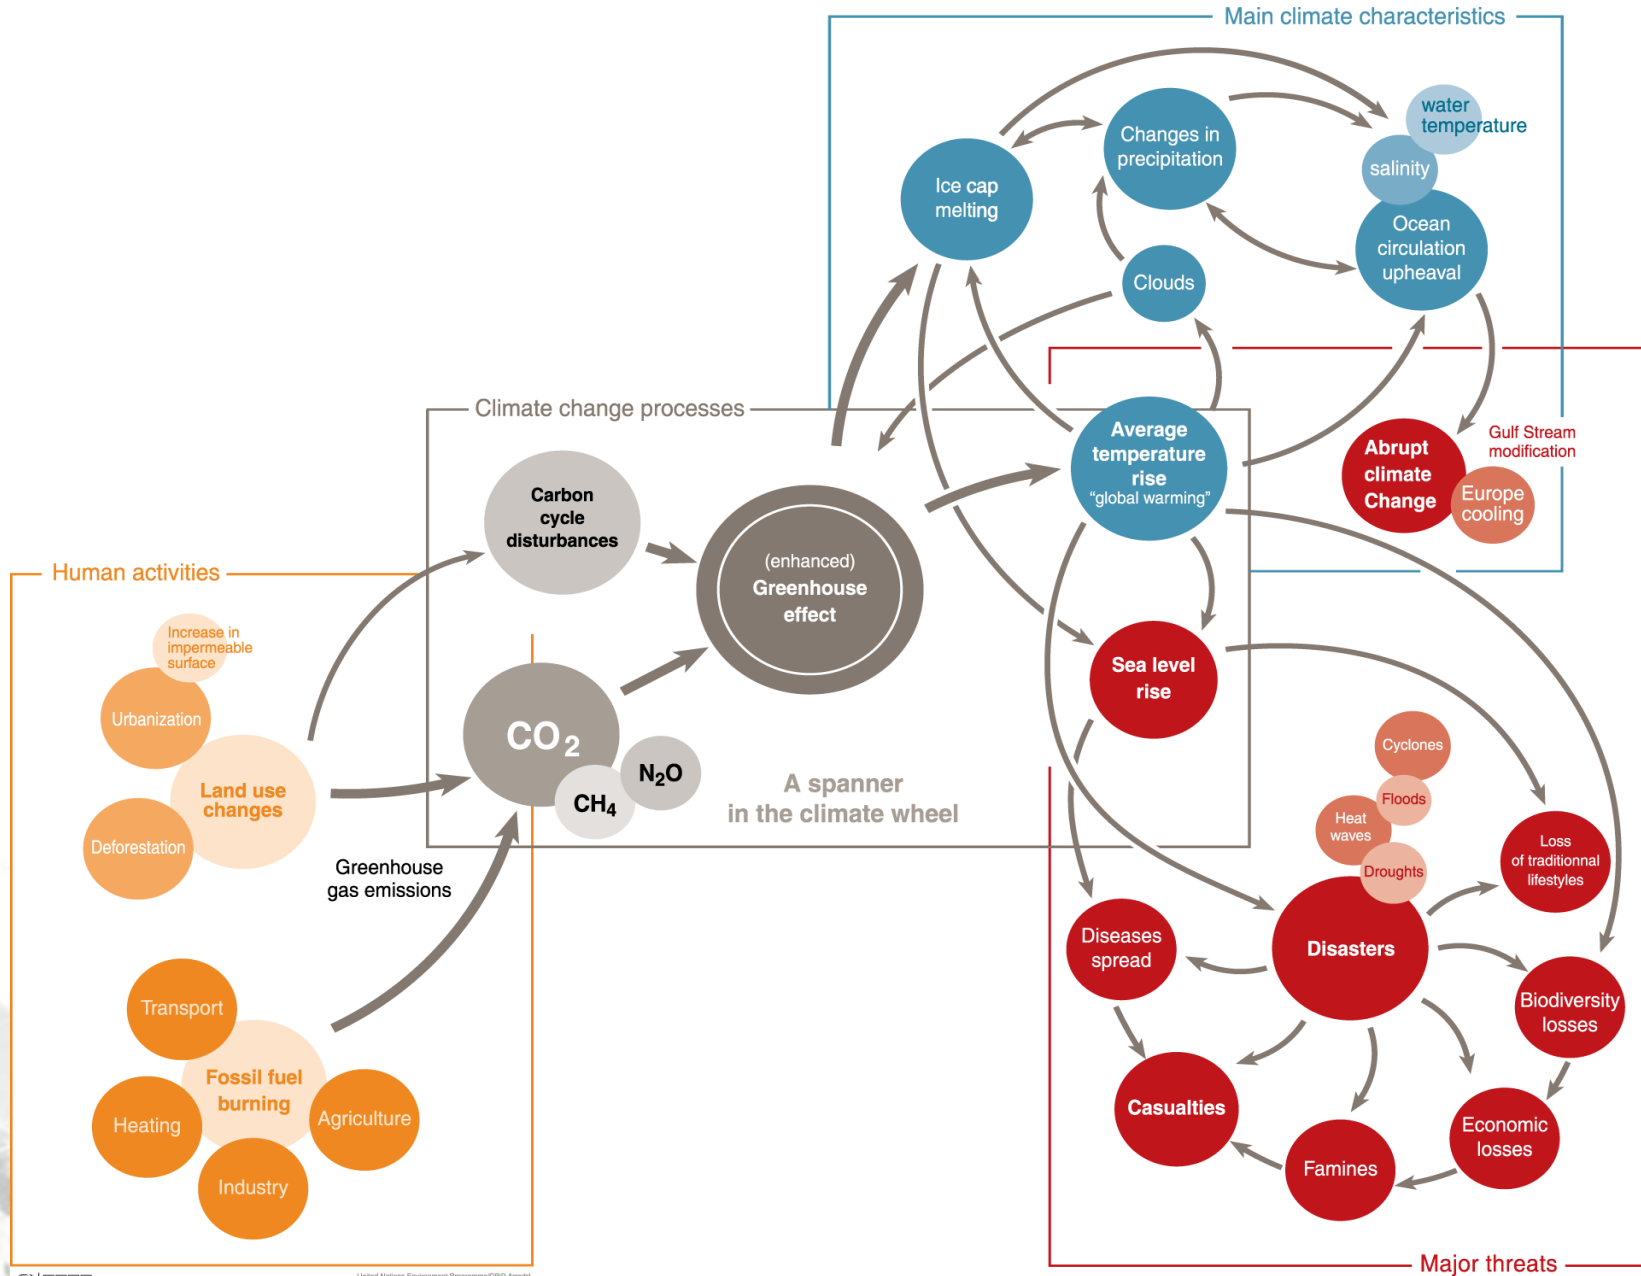 Main climate characteristics
water
temperature
Changes in
precipitation
salinity
Ice cap
melting
Ocean
circulation
upheaval
Clouds
Climate change processes
Average
temperature
rise
“global warming”
Gulf Stream
modification
Abrupt
climate
Change
Europe
cooling
Carbon
cycle
disturbances
(enhanced)
Greenhouse
effect
Human activities
Increase in
impermeable
surface
Urbanization
Land use
changes
Deforestation
Sea level
rise
CO2
N2O
CH4
A spanner
in the climate wheel
Greenhouse
gas emissions
Cyclones
Floods
Heat
waves
Droughts
Loss
of traditionnal
lifestyles
Diseases
spread
Disasters
Biodiversity
losses
Transport
Fossil fuel
burning
Heating
Agriculture
Industry
Casualties
Economic
losses
Famines
Major threats